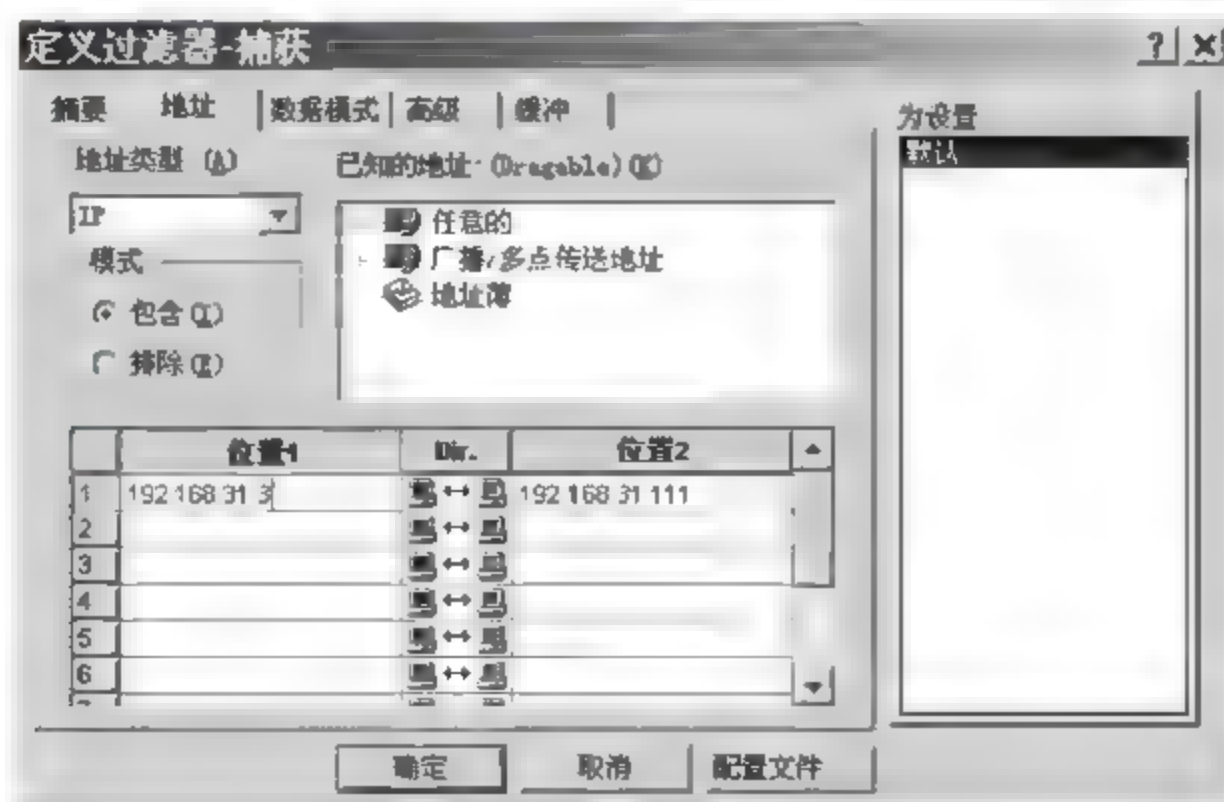 定义过滤器-捕获
? ×
摘要 地址 数据模式 高级 缓冲
地址类型 (A)
已知的地址 (Dragable)(K)
为设置
默认
IP
任意的
模式
广播/多点传送地址
包含(I)
地址薄
排除(E)
位置1 Dir. 位置2
1 192 168 31 3 192 168 31 111
2
3
4
5
6
确定 取消 配置文件